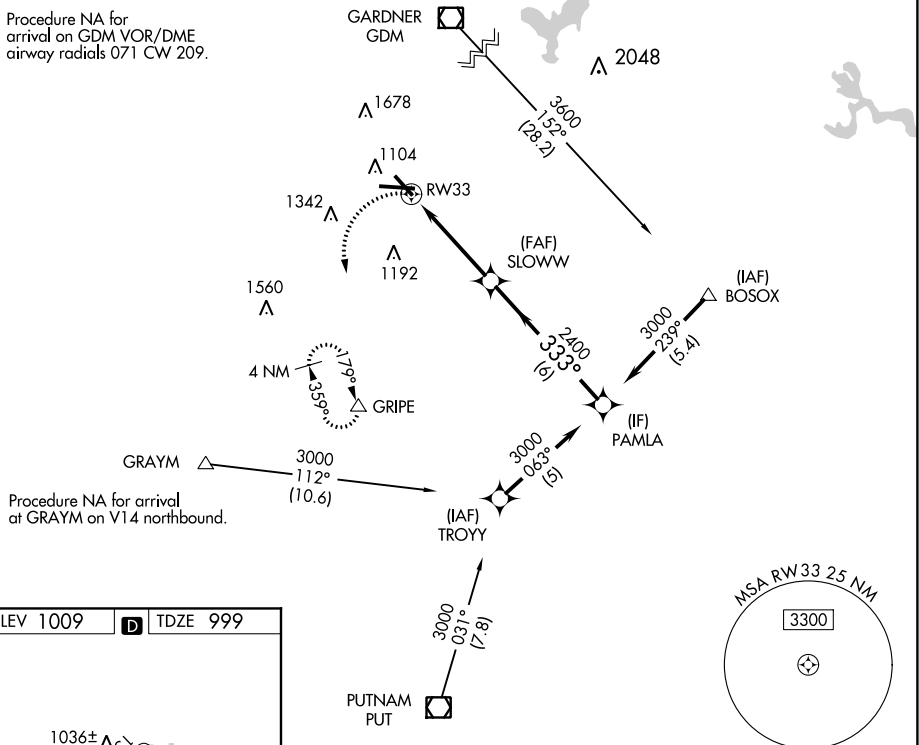 Procedure NA for
arrival on GDM VOR/DME
airway radials 071 CW 209.
GARDNER
GDM
2048
1678
3600
152°
(28.2)
1104
RW33
1342
1192
(FAF)
SLOWW
(IAF)
BOSOX
1560
3000
239°
(5.4)
2400
333°
(6)
4 NM
179°
359°
GRIPE
(IF)
PAMLA
GRAYM
3000
112°
(10.6)
3000
063°
(5)
Procedure NA for arrival
at GRAYM on V14 northbound.
(IAF)
TROYY
3000
031°
(7.8)
MSA RW33 25 NM
3300
LEV 1009
D
TDZE 999
PUTNAM
PUT
1036±